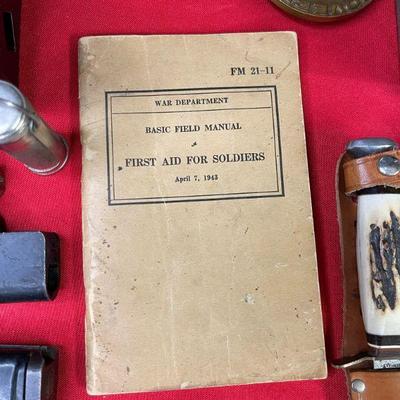 FM 21-11
WAR DEPARTMENT
BASIC FIELD MANUAL
FIRST AID FOR SOLDIERS
April 7, 1943